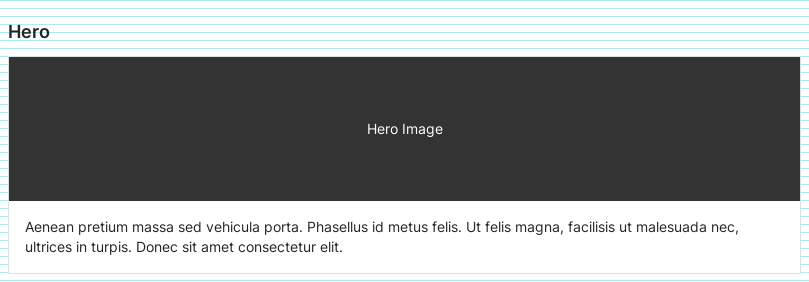 Hero
Hero Image
Aenean pretium massa sed vehicula porta. Phasellus id metus felis. Ut felis magna, facilisis ut malesuada nec,
ultrices in turpis. Donec sit amet consectetur elit.